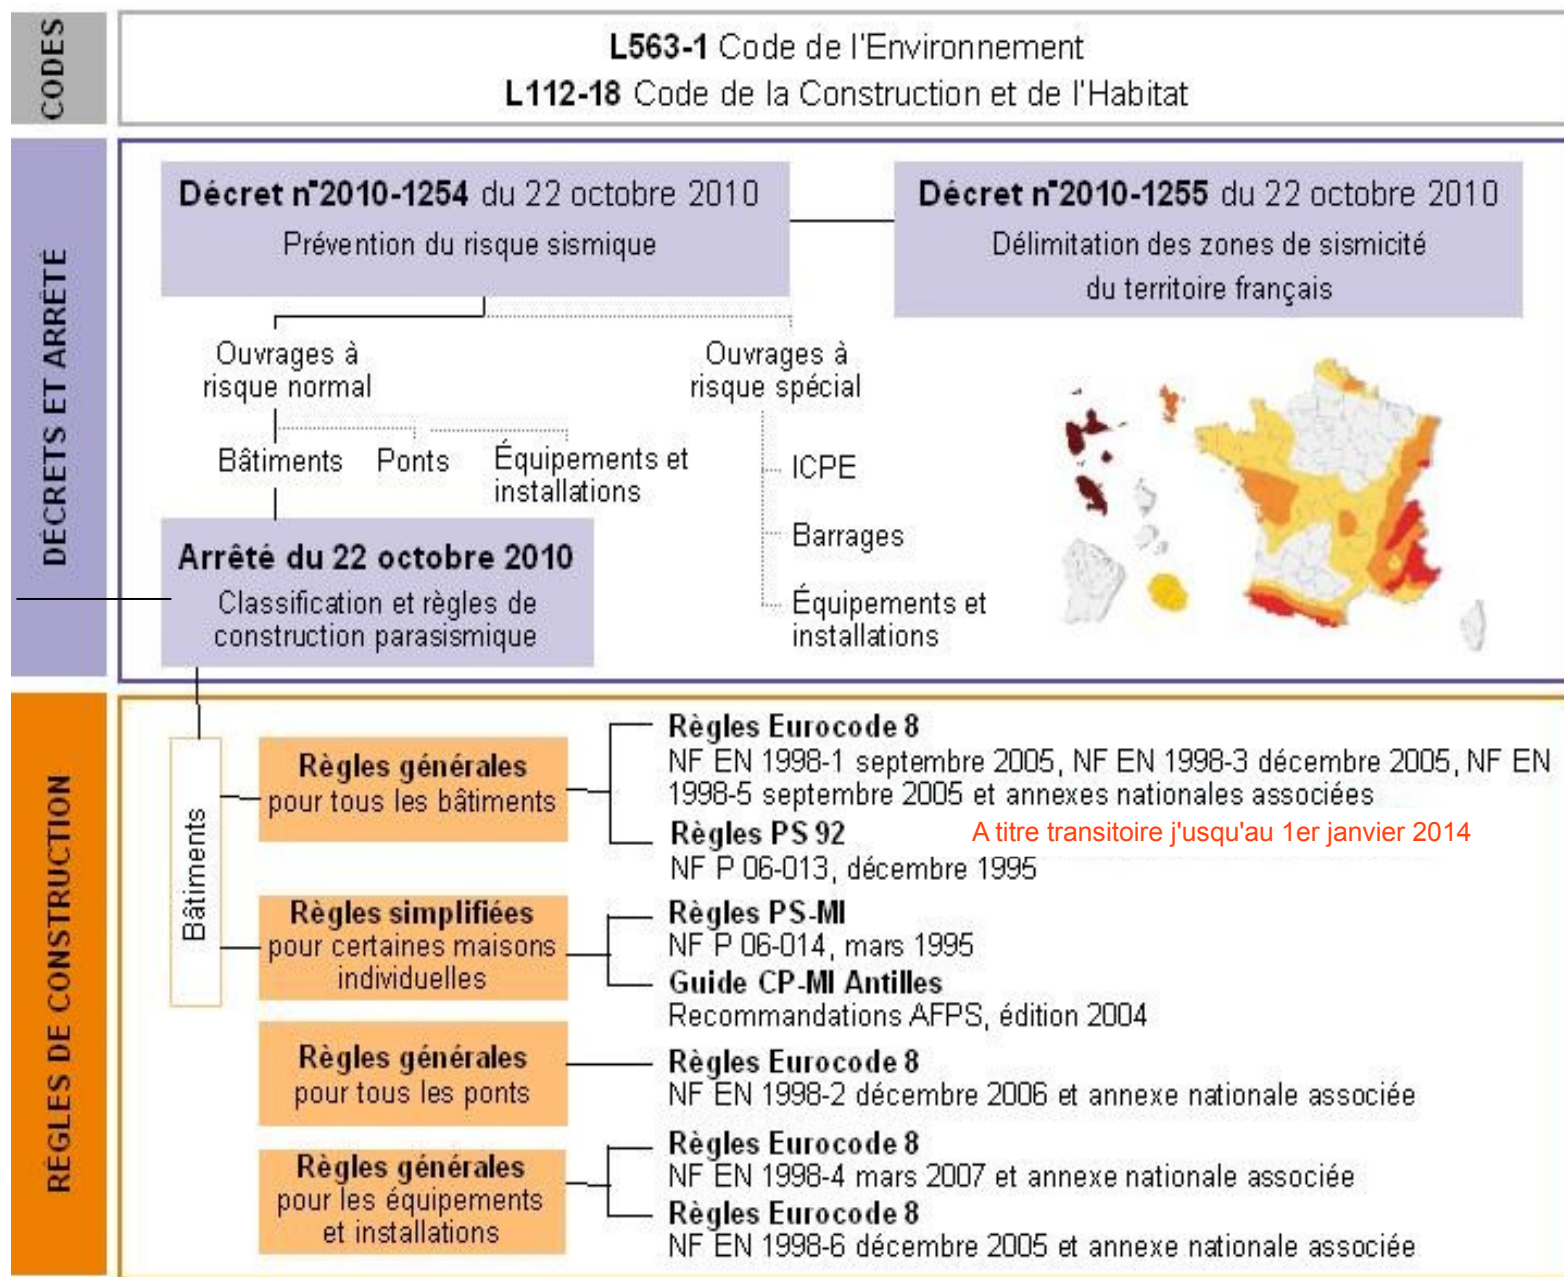 CODES
L563-1 Code de l'Environnement
L112-18 Code de la Construction et de l'Habitat
DÉCRETS ET ARRÊTÉ
Décret n°2010-1254 du 22 octobre 2010
Prévention du risque sismique
Décret n°2010-1255 du 22 octobre 2010
Délimitation des zones de sismicité
du territoire français
Ouvrages à
risque normal
Ouvrages à
risque spécial
Bâtiments
Ponts
Équipements et
installations
ICPE
Barrages
Équipements et
installations
Arrêté du 22 octobre 2010
Classification et règles de
construction parasismique
RÈGLES DE CONSTRUCTION
Bâtiments
Règles générales
pour tous les bâtiments
Règles Eurocode 8
NF EN 1998-1 septembre 2005, NF EN 1998-3 décembre 2005, NF EN
1998-5 septembre 2005 et annexes nationales associées
Règles PS 92
A titre transitoire j'usqu'au 1er janvier 2014
NF P 06-013, décembre 1995
Règles simplifiées
pour certaines maisons
individuelles
Règles PS-MI
NF P 06-014, mars 1995
Guide CP-MI Antilles
Recommandations AFPS, édition 2004
Règles générales
pour tous les ponts
Règles Eurocode 8
NF EN 1998-2 décembre 2006 et annexe nationale associée
Règles générales
pour les équipements
et installations
Règles Eurocode 8
NF EN 1998-4 mars 2007 et annexe nationale associée
Règles Eurocode 8
NF EN 1998-6 décembre 2005 et annexe nationale associée